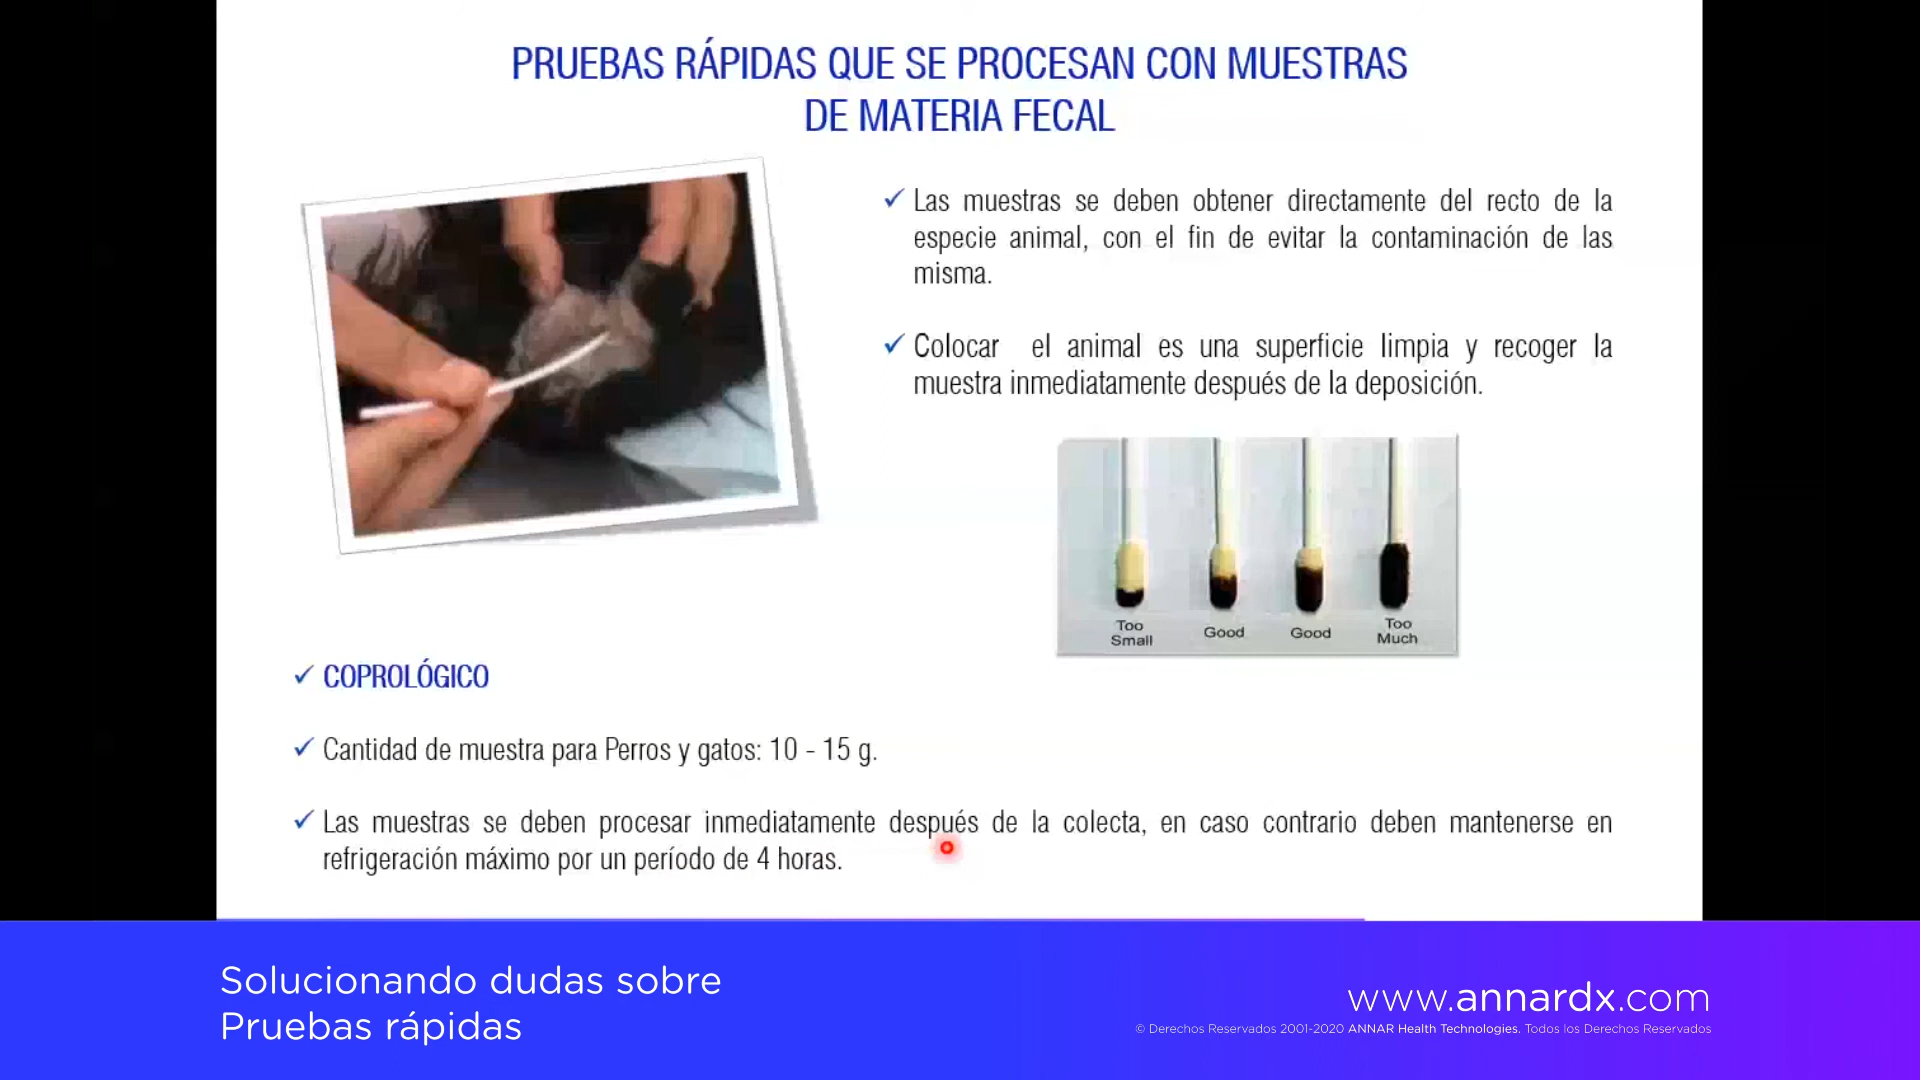 PRUEBAS RÁPIDAS QUE SE PROCESAN CON MUESTRAS
DE MATERIA FECAL
✓ Las muestras se deben obtener directamente del recto de la
especie animal, con el fin de evitar la contaminación de las
misma.
✓ Colocar el animal es una superficie limpia y recoger la
muestra inmediatamente después de la deposición.
Too
Small
Good
Good
Too
Much
✓ COPROLÓGICO
✓ Cantidad de muestra para Perros y gatos: 10 - 15 g.
✓ Las muestras se deben procesar inmediatamente después de la colecta, en caso contrario deben mantenerse en
refrigeración máximo por un período de 4 horas.
Solucionando dudas sobre
Pruebas rápidas
www.annardx.com
© Derechos Reservados 2001-2020 ANNAR Health Technologies. Todos los Derechos Reservados